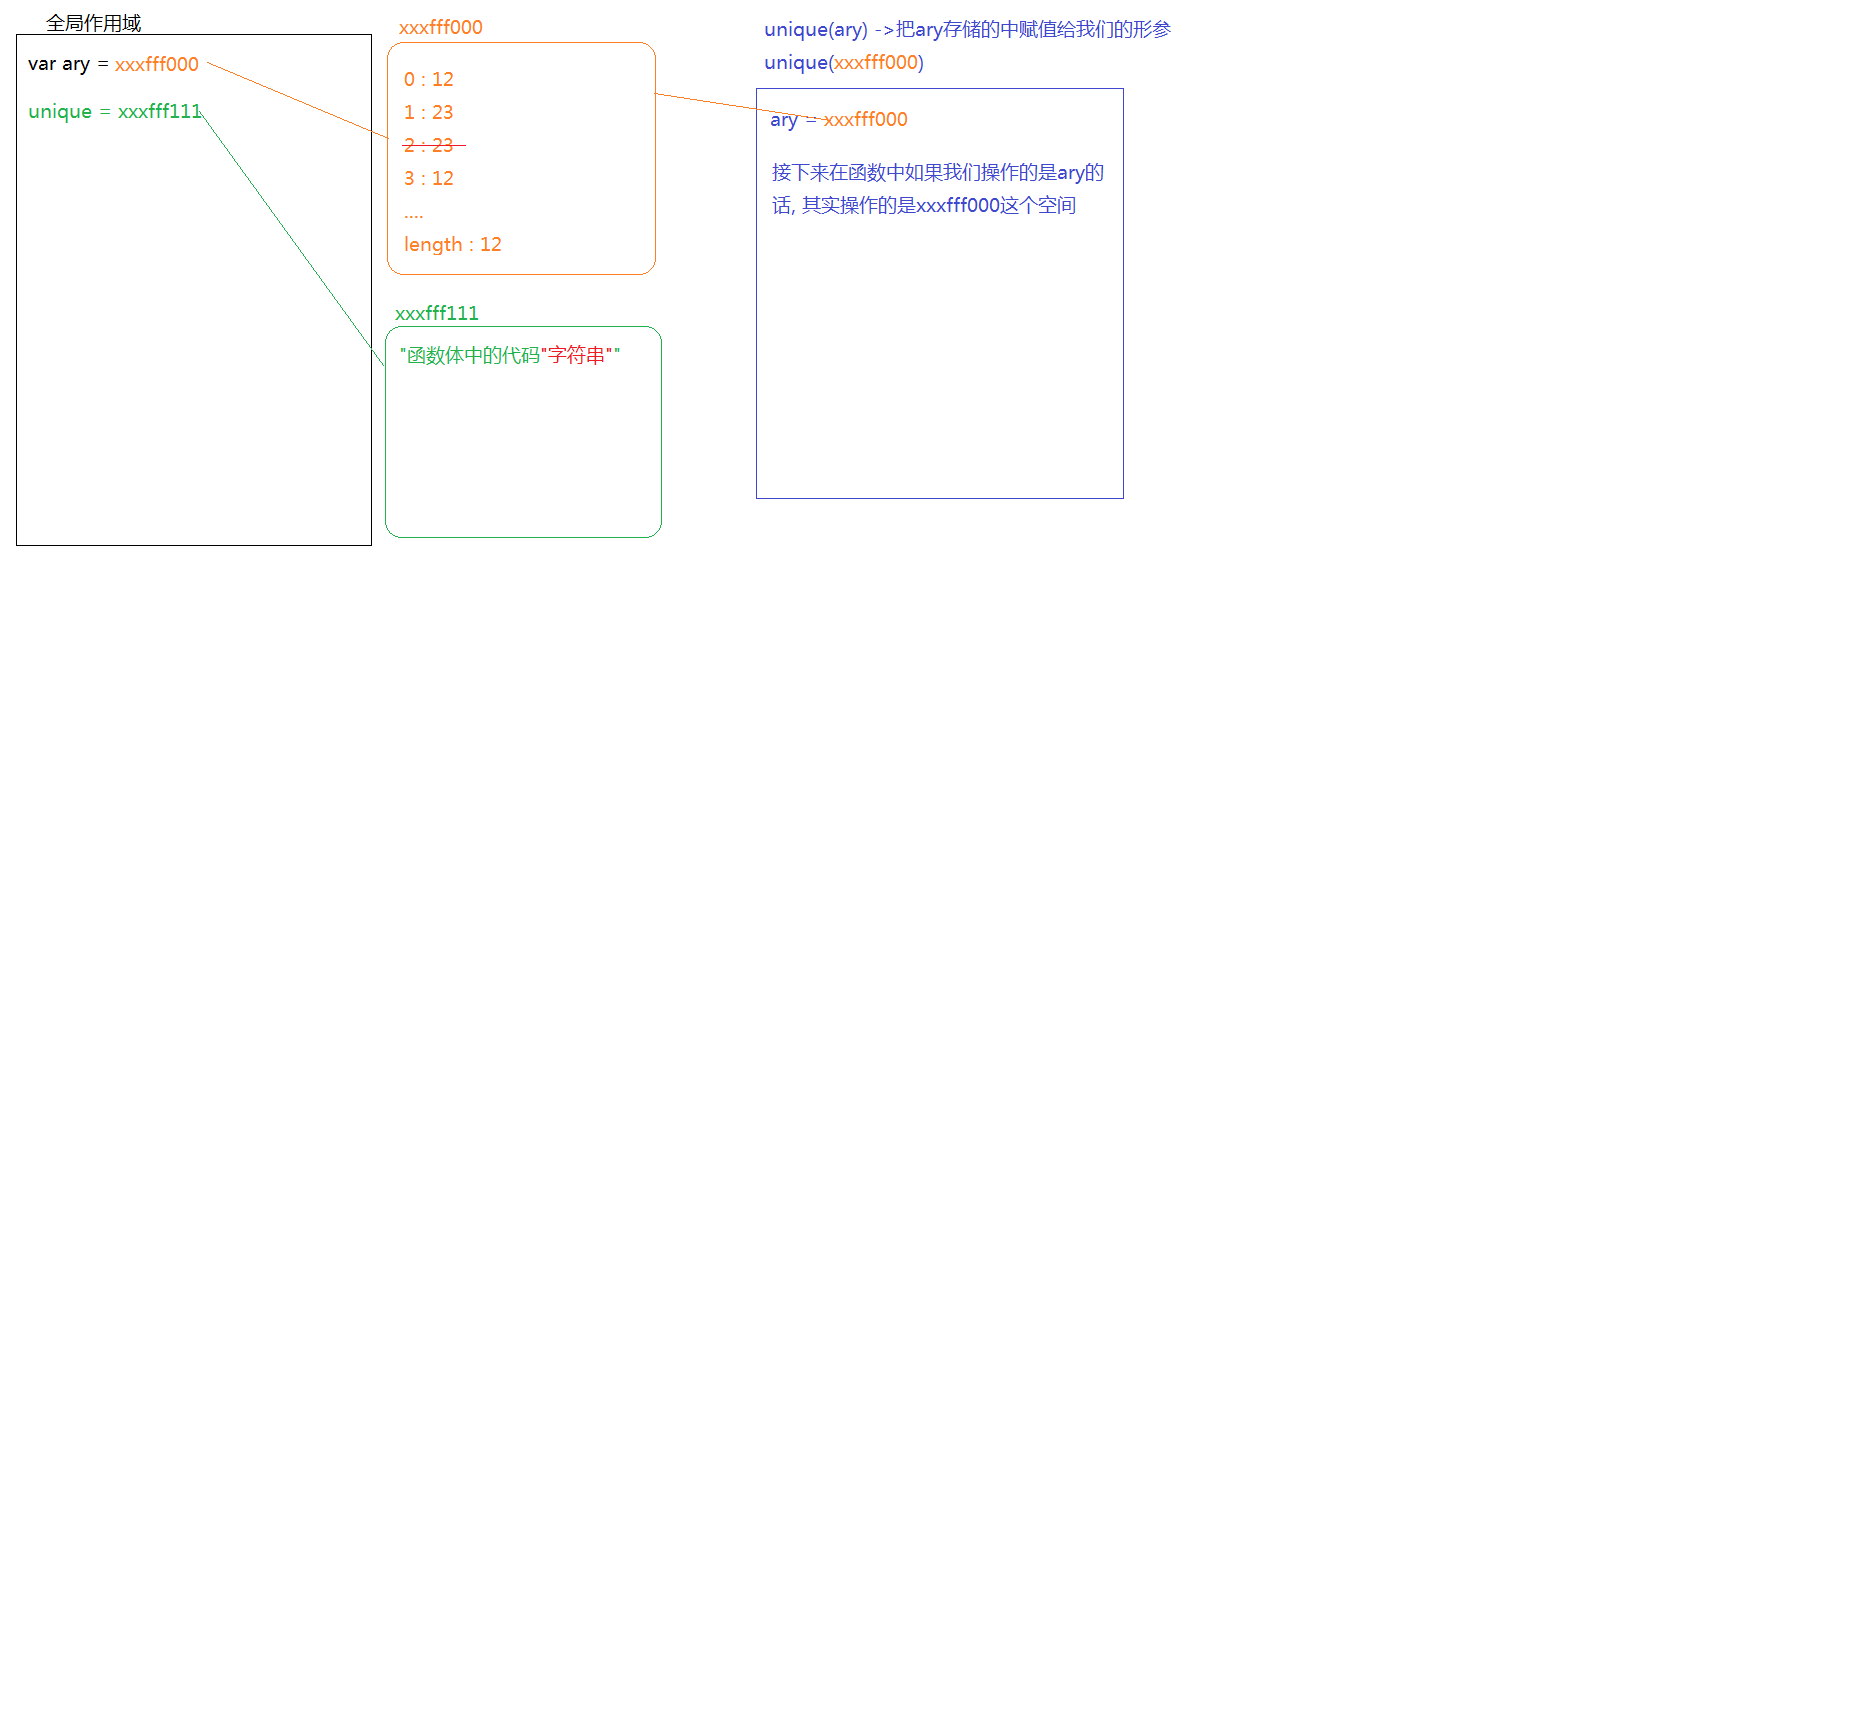 全局作用域
var ary = xxxfff000
unique = xxxfff111
xxxfff000
0 : 12
1 : 23
2 : 23
3 : 12
....
length : 12
xxxfff111
"函数体中的代码"字符串""
unique(ary) ->把ary存储的中赋值给我们的形参
unique(xxxfff000)
ary = xxxfff000
接下来在函数中如果我们操作的是ary的
话, 其实操作的是xxxfff000这个空间